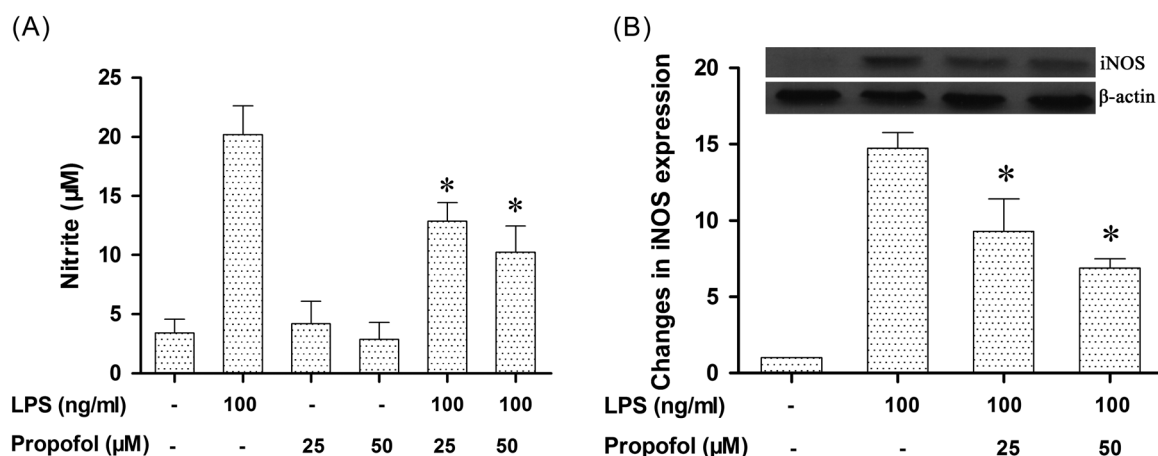 (A)
Nitrite (µM)
25
20
15
10
5
0
*
*
LPS (ng/ml) - 100 - - 100 100
Propofol (µM) - - 25 50 25 50
(B)
Changes in iNOS expression
20
15
10
5
0
iNOS
β-actin
*
*
LPS (ng/ml) - 100 100 100
Propofol (µM) - - 25 50